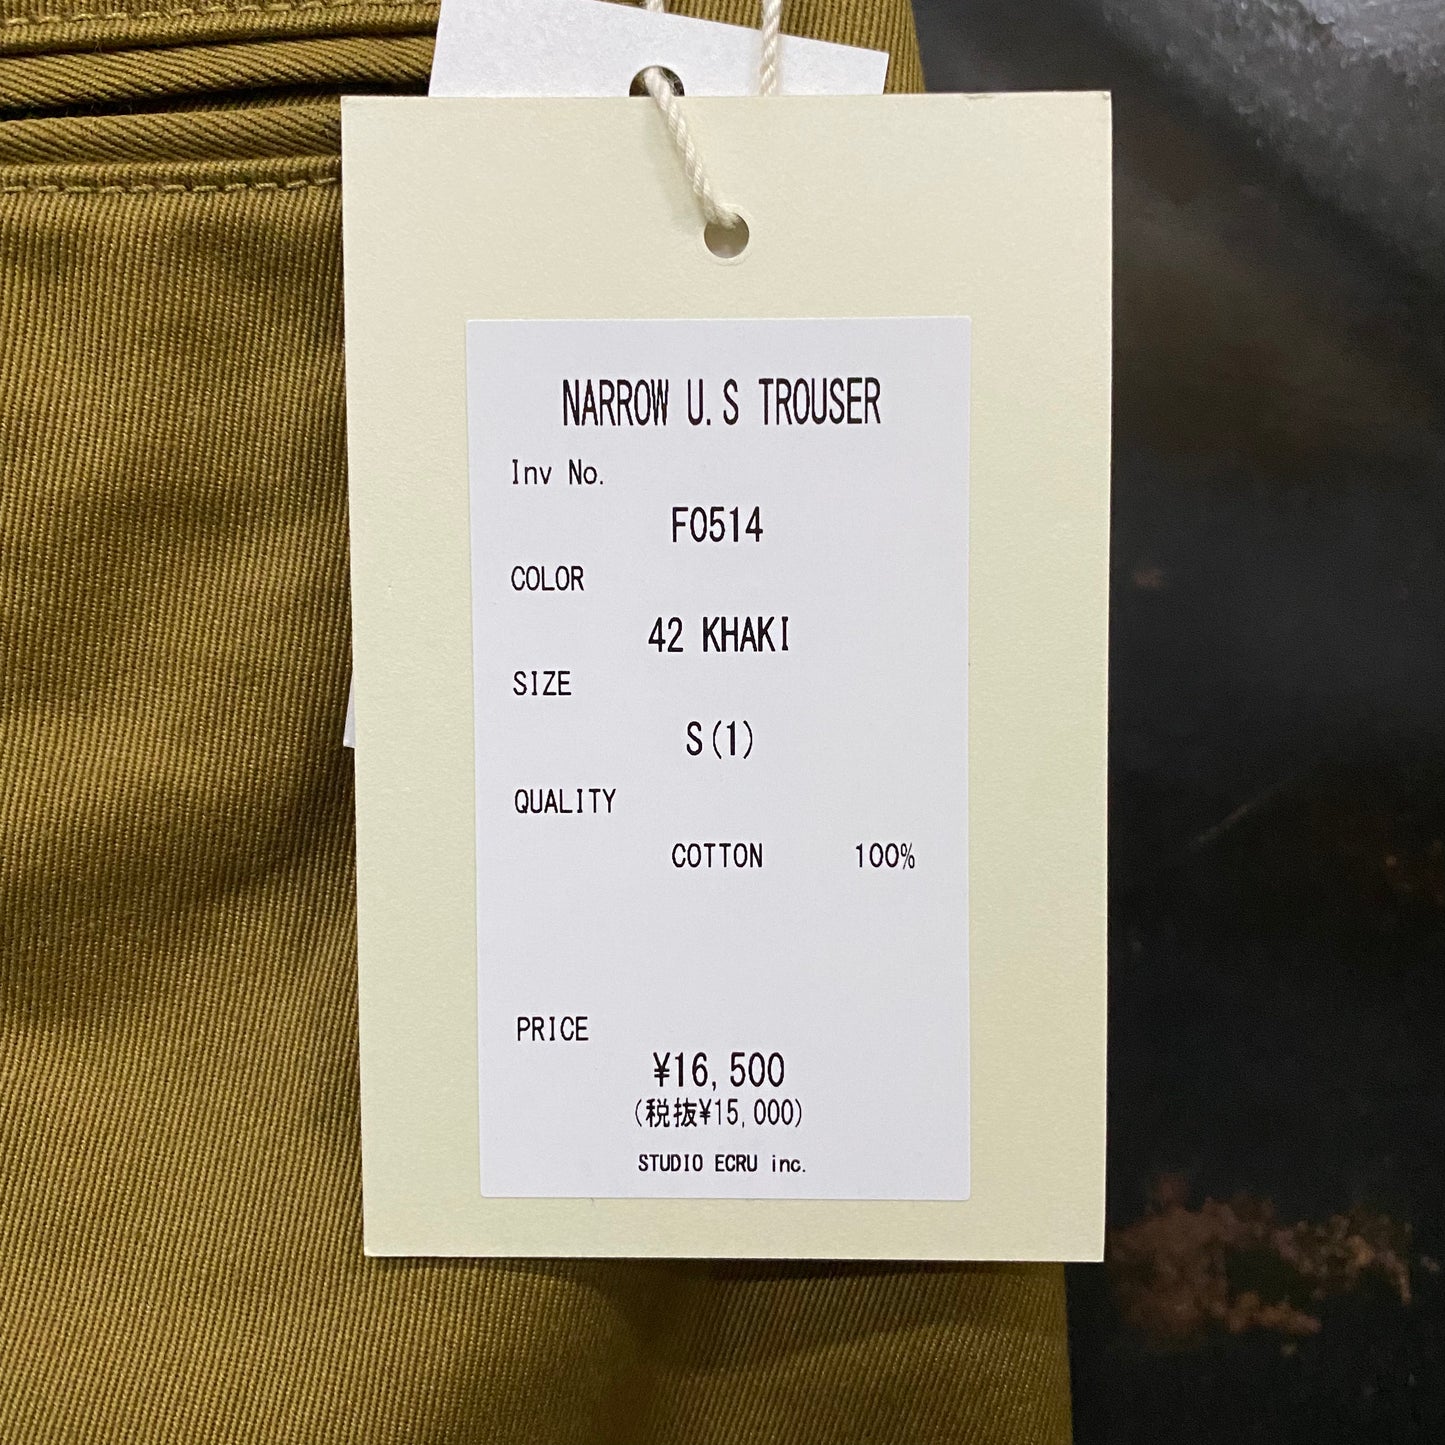 NARROW U.S TROUSER
Inv No.
F0514
COLOR
42 KHAKI
SIZE
S(1)
QUALITY
COTTON 100%
PRICE
¥16,500
(税抜¥15,000)
STUDIO ECRU inc.